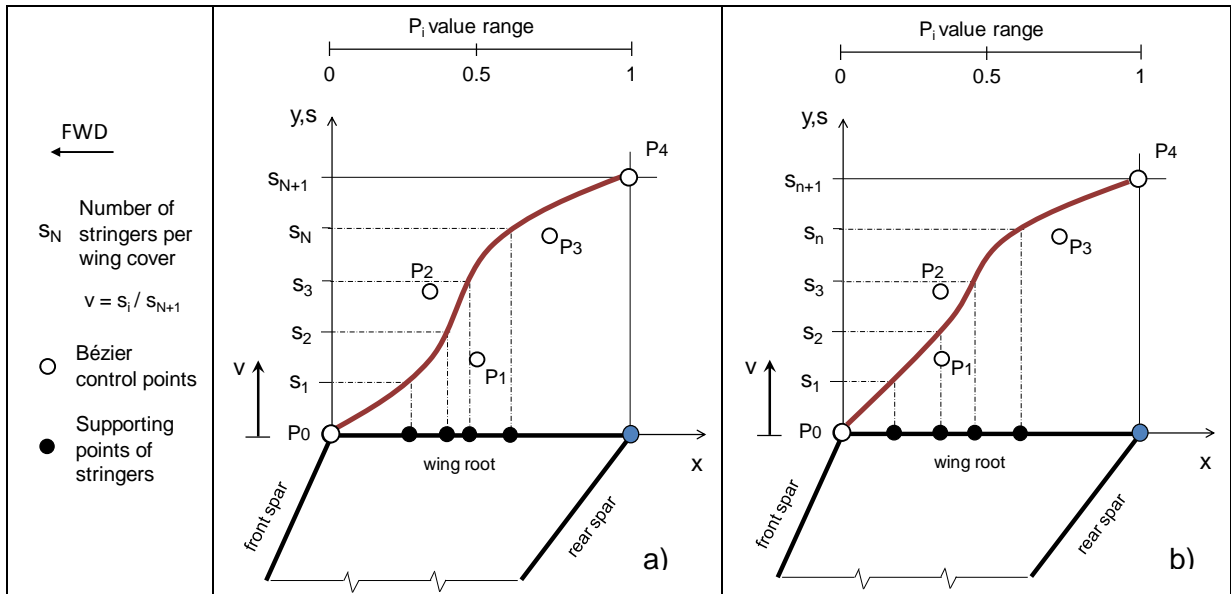 FWD
sN
Number of
stringers per
wing cover
v = si / sN+1
Bézier
control points
Supporting
points of
stringers
Pi value range
0
0.5
1
y,s
P4
sN+1
sN
P3
P2
s3
s2
P1
s1
v
P0
x
wing root
front spar
rear spar
a)
Pi value range
0
0.5
1
y,s
P4
sn+1
sn
P3
P2
s3
s2
P1
s1
v
P0
x
wing root
front spar
rear spar
b)